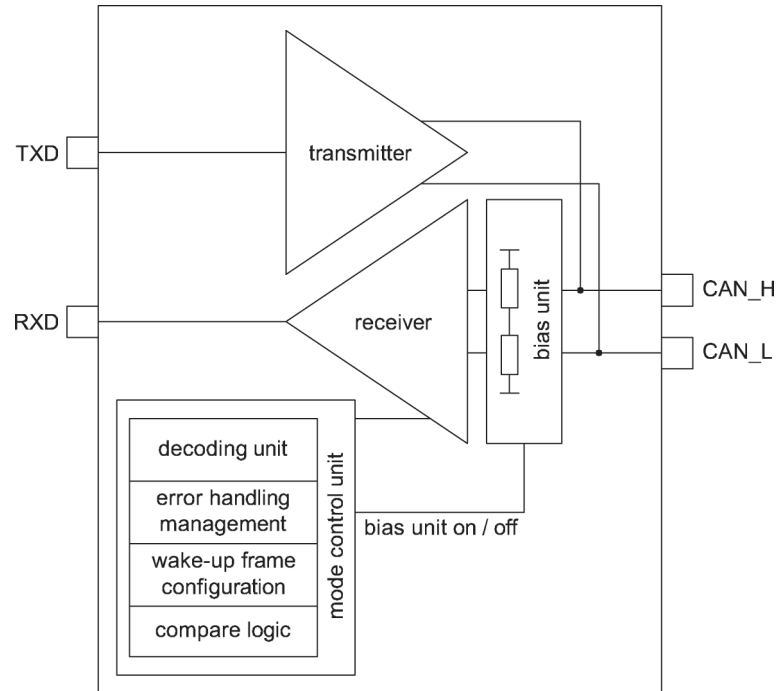 TXD
transmitter
CAN_H
RXD
receiver
bias unit
CAN_L
decoding unit
error handling
management
wake-up frame
configuration
compare logic
mode control unit
bias unit on / off